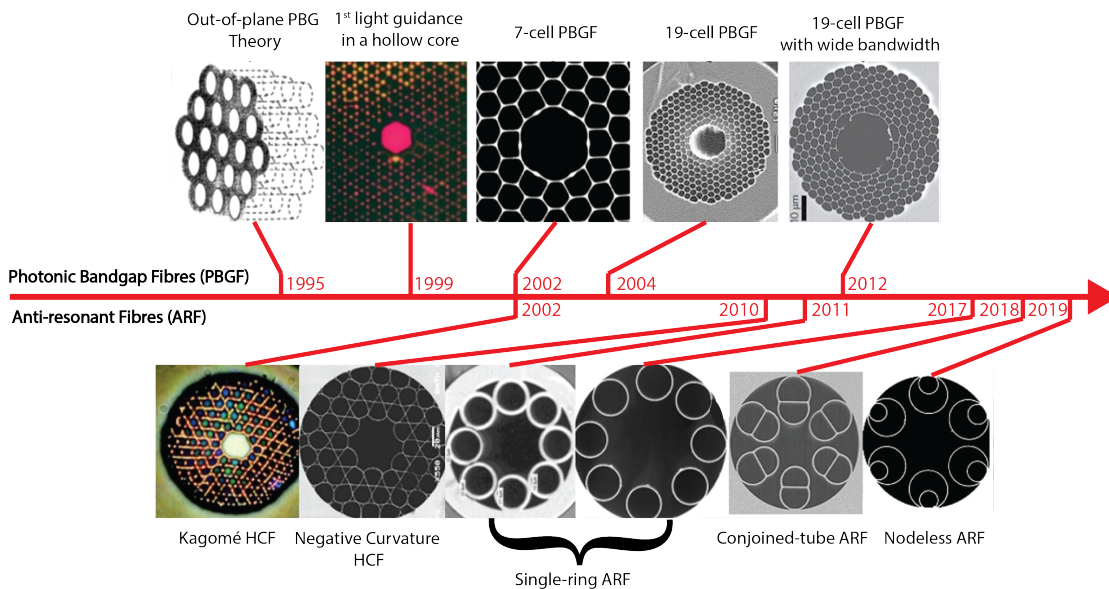 Out-of-plane PBG
Theory
1st light guidance
in a hollow core
7-cell PBGF
19-cell PBGF
19-cell PBGF
with wide bandwidth
10 µm
Photonic Bandgap Fibres (PBGF)
1995
1999
2002
2004
2012
Anti-resonant Fibres (ARF)
2002
2010
2011
2017
2018
2019
Kagomé HCF
Negative Curvature
HCF
Single-ring ARF
Conjoined-tube ARF
Nodeless ARF